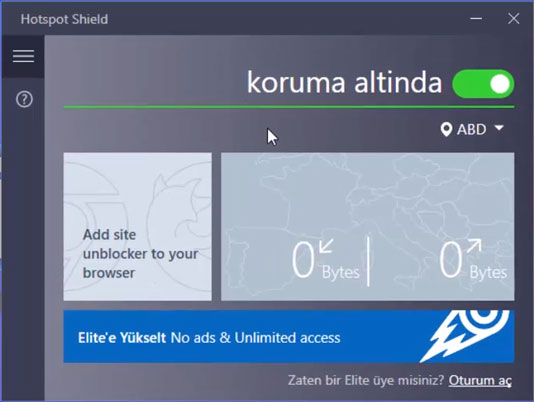 Hotspot Shield
koruma altinda
ABD
Add site
unblocker to your
browser
0 Bytes
0 Bytes
Elite'e Yükselt No ads & Unlimited access
Zaten bir Elite üye misiniz? Oturum aç